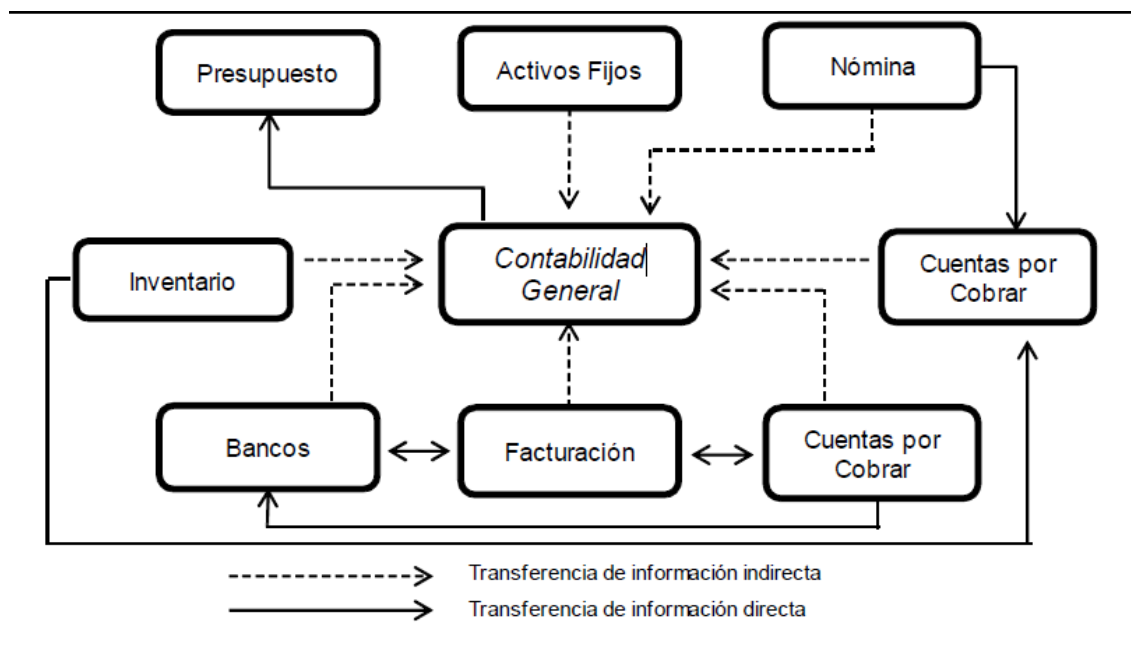 Presupuesto
Activos Fijos
Nómina
Inventario
Contabilidad
General
Cuentas por
Cobrar
Bancos
Facturación
Cuentas por
Cobrar
Transferencia de información indirecta
Transferencia de información directa